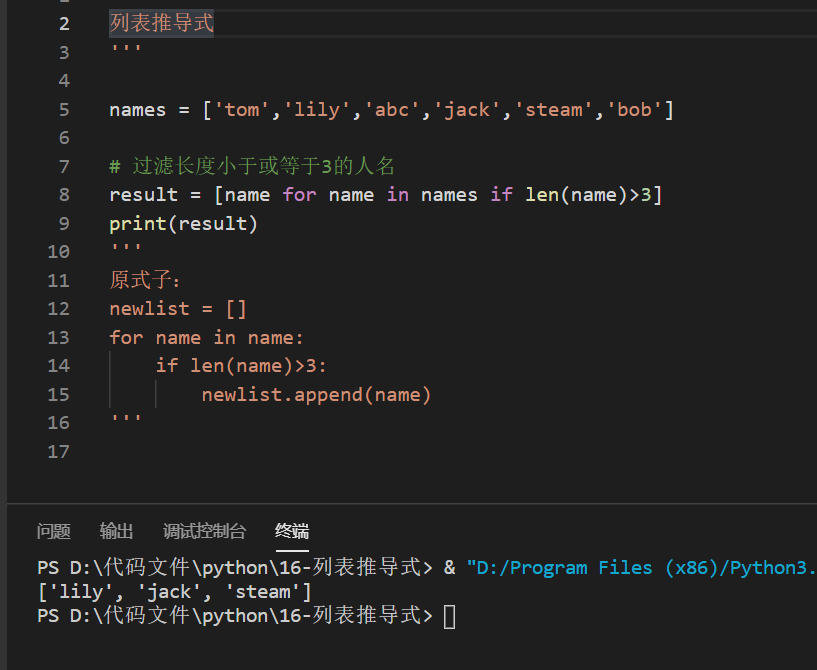 2 列表推导式
3 '''
4
5 names = ['tom','lily','abc','jack','steam','bob']
6
7 # 过滤长度小于或等于3的人名
8 result = [name for name in names if len(name)>3]
9 print(result)
10 '''
11 原式子:
12 newlist = []
13 for name in name:
14     if len(name)>3:
15         newlist.append(name)
16 '''
17
问题 输出 调试控制台 终端
PS D:\代码文件\python\16-列表推导式> & "D:/Program Files (x86)/Python3.
['lily', 'jack', 'steam']
PS D:\代码文件\python\16-列表推导式>